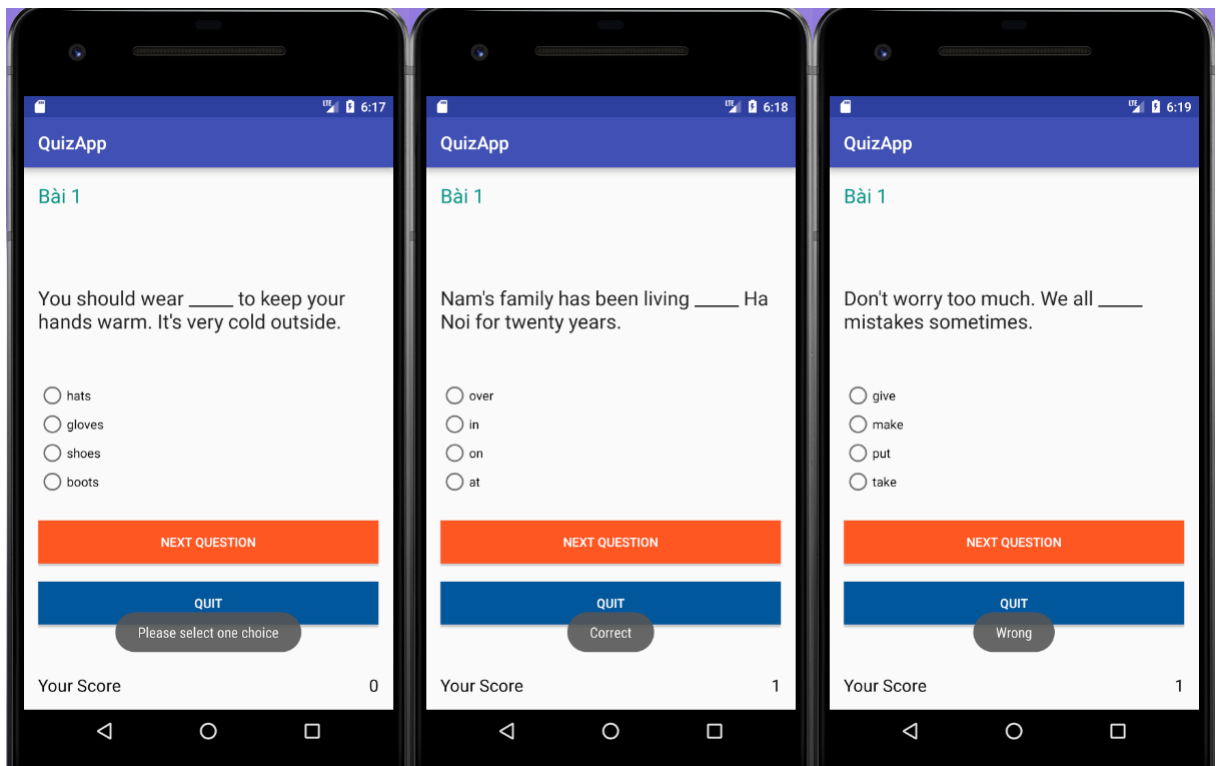 LTE 6:17
QuizApp
Bài 1
You should wear _____ to keep your
hands warm. It's very cold outside.
hats
gloves
shoes
boots
NEXT QUESTION
QUIT
Please select one choice
Your Score 0
LTE 6:18
QuizApp
Bài 1
Nam's family has been living _____ Ha
Noi for twenty years.
over
in
on
at
NEXT QUESTION
QUIT
Correct
Your Score 1
LTE 6:19
QuizApp
Bài 1
Don't worry too much. We all _____
mistakes sometimes.
give
make
put
take
NEXT QUESTION
QUIT
Wrong
Your Score 1